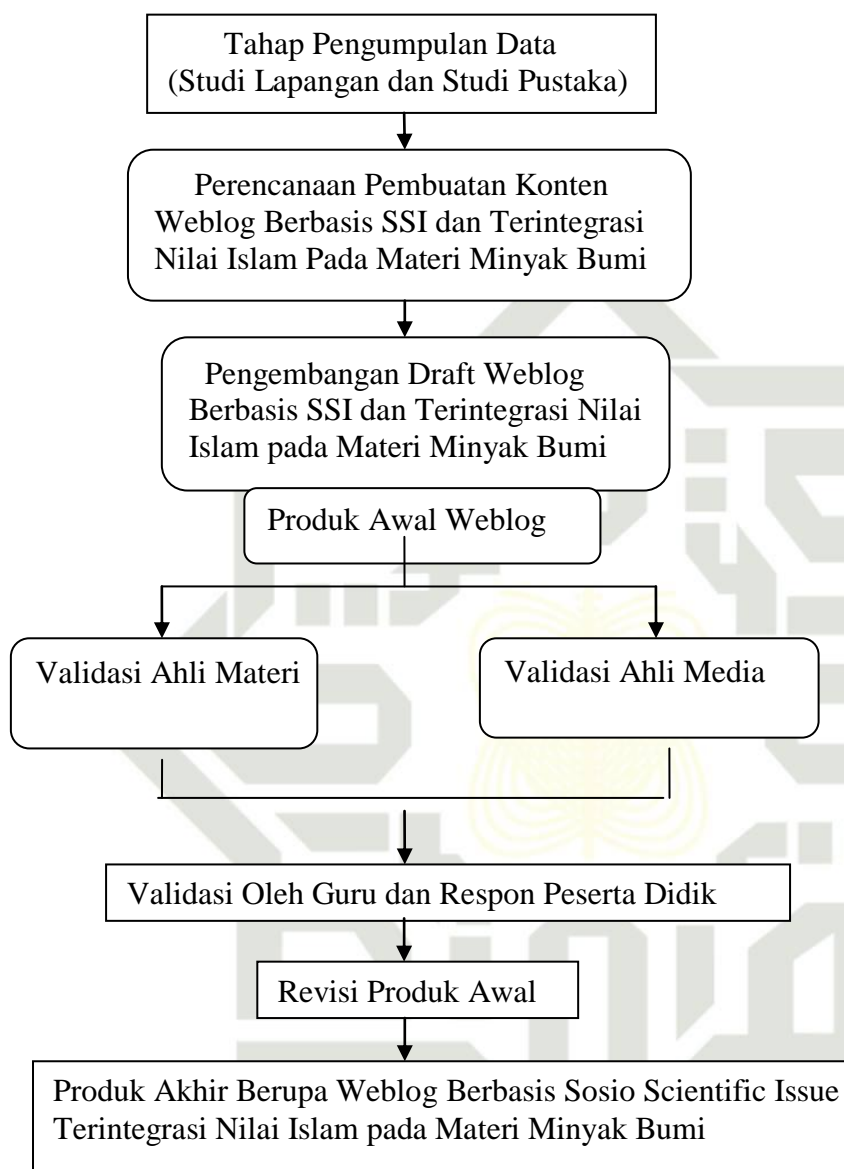 Tahap Pengumpulan Data
(Studi Lapangan dan Studi Pustaka)
Perencanaan Pembuatan Konten
Weblog Berbasis SSI dan Terintegrasi
Nilai Islam Pada Materi Minyak Bumi
Pengembangan Draft Weblog
Berbasis SSI dan Terintegrasi Nilai
Islam pada Materi Minyak Bumi
Produk Awal Weblog
Validasi Ahli Materi
Validasi Ahli Media
Validasi Oleh Guru dan Respon Peserta Didik
Revisi Produk Awal
Produk Akhir Berupa Weblog Berbasis Sosio Scientific Issue
Terintegrasi Nilai Islam pada Materi Minyak Bumi